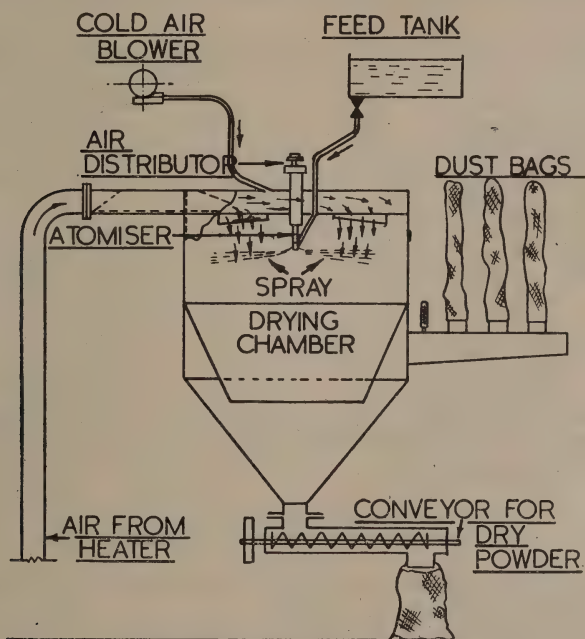 COLD AIR
BLOWER
FEED TANK
AIR
DISTRIBUTOR
DUST BAGS
ATOMISER
SPRAY
DRYING
CHAMBER
AIR FROM
HEATER
CONVEYOR FOR
DRY
POWDER